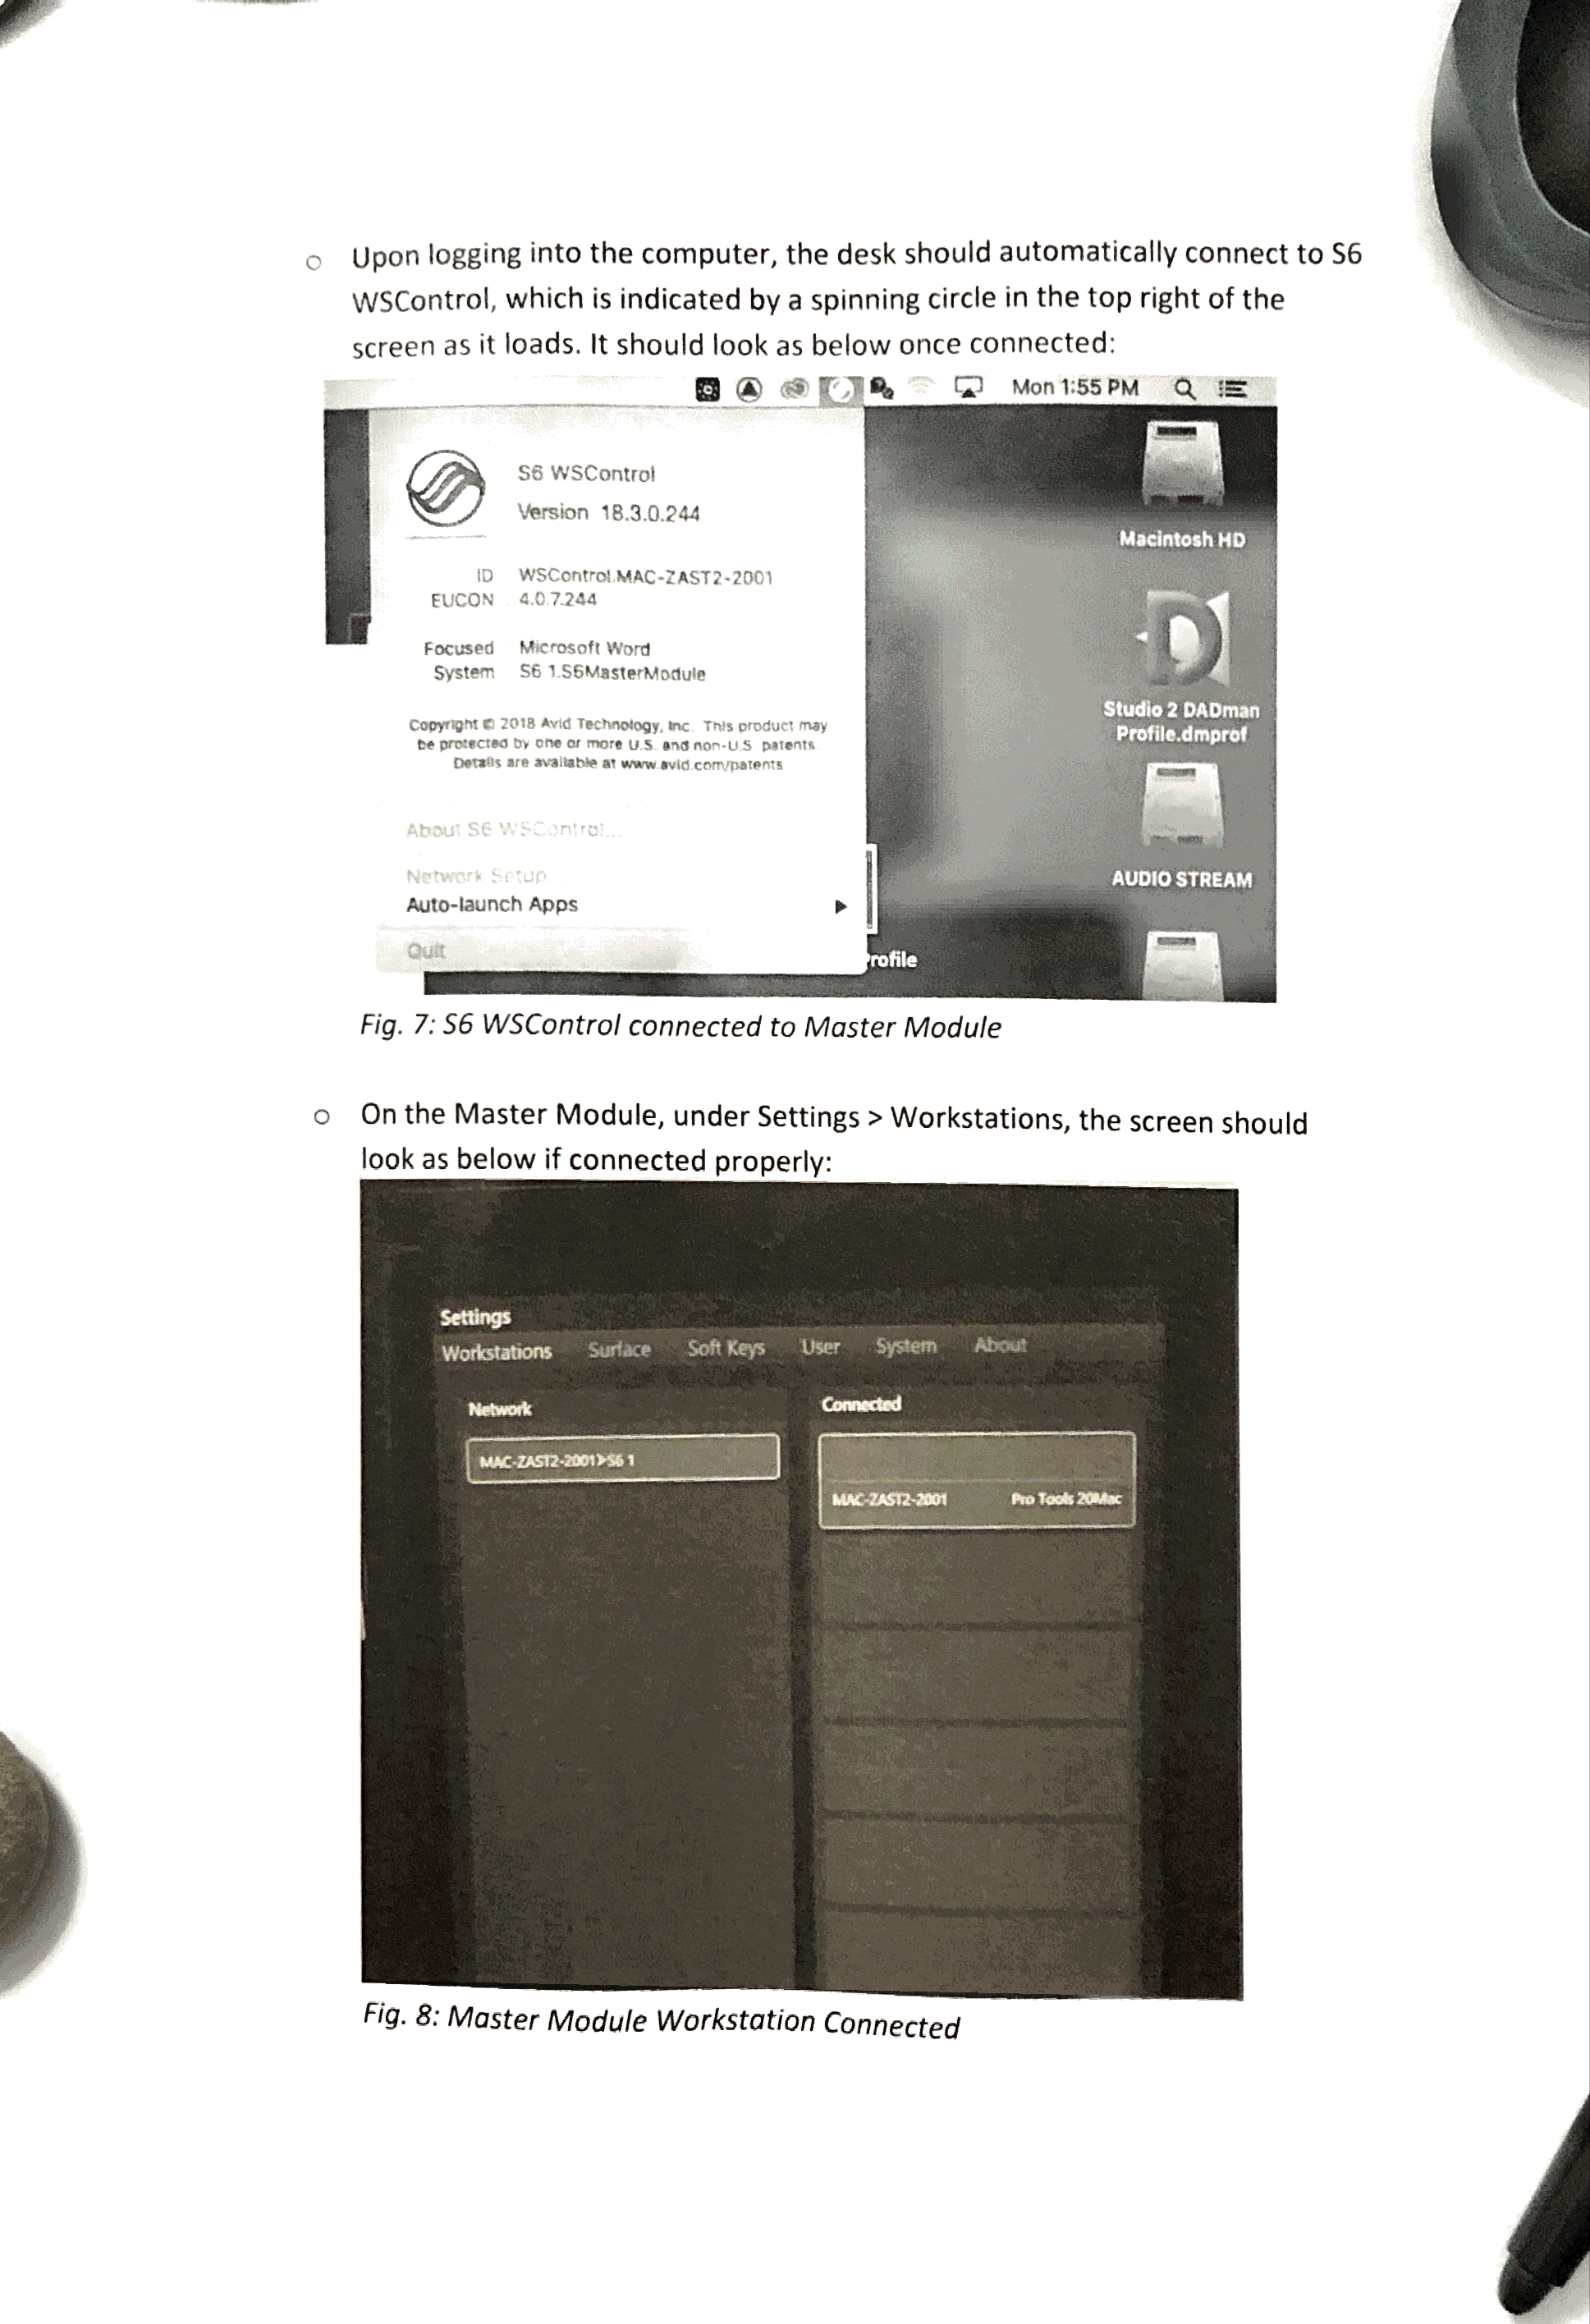 ○ Upon logging into the computer, the desk should automatically connect to S6
WSControl, which is indicated by a spinning circle in the top right of the
screen as it loads. It should look as below once connected:
Mon 1:55 PM
S6 WSControl
Version 18.3.0.244
ID WSControl.MAC-ZAST2-2001
EUCON 4.0.7.244
Focused Microsoft Word
System S6 1.S6MasterModule
Copyright © 2018 Avid Technology, Inc. This product may
be protected by one or more U.S. and non-U.S. patents.
Details are available at www.avid.com/patents
About S6 WSControl...
Network Setup
Auto-launch Apps
Quit
Macintosh HD
Studio 2 DADman
Profile.dmprof
AUDIO STREAM
rofile
Fig. 7: S6 WSControl connected to Master Module
○ On the Master Module, under Settings > Workstations, the screen should
look as below if connected properly:
Settings
Workstations Surface Soft Keys User System About
Network Connected
MAC-ZAST2-2001>S6 1
MAC-ZAST2-2001 Pro Tools 20Mac
Fig. 8: Master Module Workstation Connected